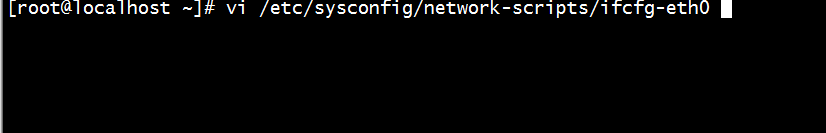 [root@localhost ~]# vi /etc/sysconfig/network-scripts/ifcfg-eth0